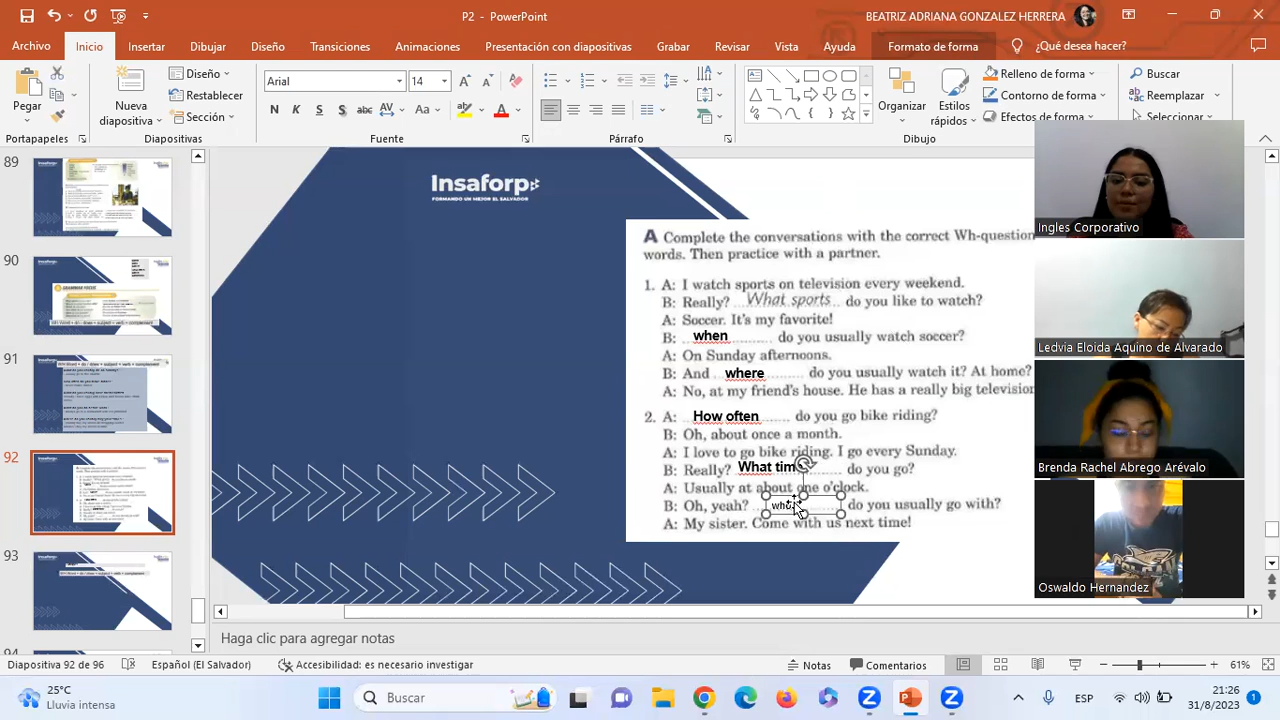 P2 - PowerPoint
BEATRIZ ADRIANA GONZALEZ HERRERA
Archivo Inicio Insertar Dibujar Diseño Transiciones Animaciones Presentación con diapositivas Grabar Revisar Vista Ayuda Formato de forma ¿Qué desea hacer?
Pegar
Nueva diapositiva
Diseño
Restablecer
Sección
Arial 14
N K S S abc AV Aa A
Organizar
Estilos rápidos
Relleno de forma
Contorno de forma
Efectos de forma
Buscar
Reemplazar
Seleccionar
Portapapeles Diapositivas Fuente Párrafo Dibujo
89
90
91
92
93
Insaforp
FORMANDO UN MEJOR EL SALVADOR
A Complete the conversations with the correct Wh-question
words. Then practice with a partner.
1. A: I watch sports on television every weekend.
B: Really? What sports do you like to watch?
A: Soccer. It's my favorite!
B: when do you usually watch soccer?
A: On Sunday afternoons.
B: And where do you usually watch it? At home?
A: No, at my friend's house. He has a really big television
2. A: How often do you go bike riding?
B: Oh, about once a month.
A: I love to go bike riding. I go every Sunday.
B: Really? What time do you go?
A: Usually at about one o'clock.
B: Oh, yeah? who do you usually go with?
A: My sister. Come with us next time!
Ingles Corporativo
Lecivia Eloida Aquino de Alvarado
Oswaldo Hernandez
Haga clic para agregar notas
Diapositiva 92 de 96 Español (El Salvador) Accesibilidad: es necesario investigar Notas Comentarios 61%
25°C
Lluvia intensa
Buscar
ESP
21:26
31/8/2023